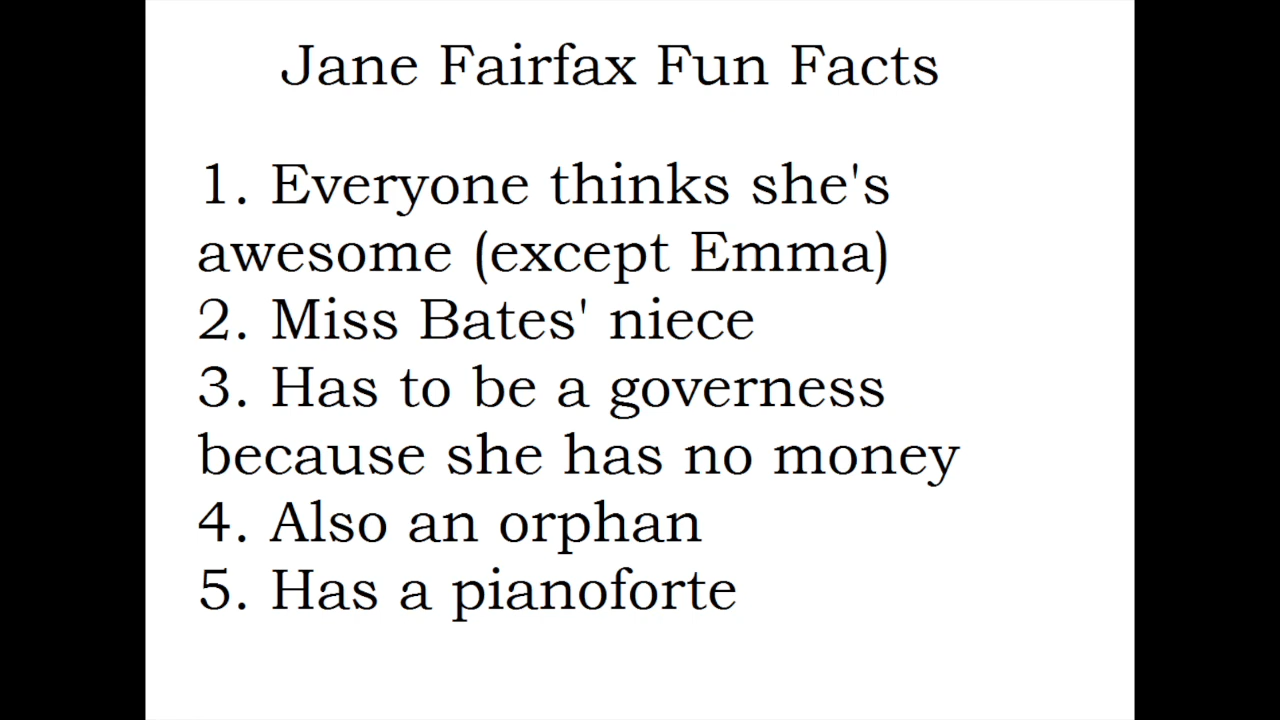 Jane Fairfax Fun Facts
1. Everyone thinks she's
awesome (except Emma)
2. Miss Bates' niece
3. Has to be a governess
because she has no money
4. Also an orphan
5. Has a pianoforte